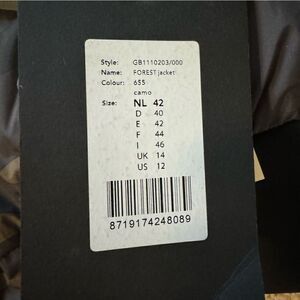 Style: GB1110203/000
Name: FOREST jacket
Colour: 655
camo
Size: NL 42
D 40
E 42
F 44
I 46
UK 14
US 12
8719174248089